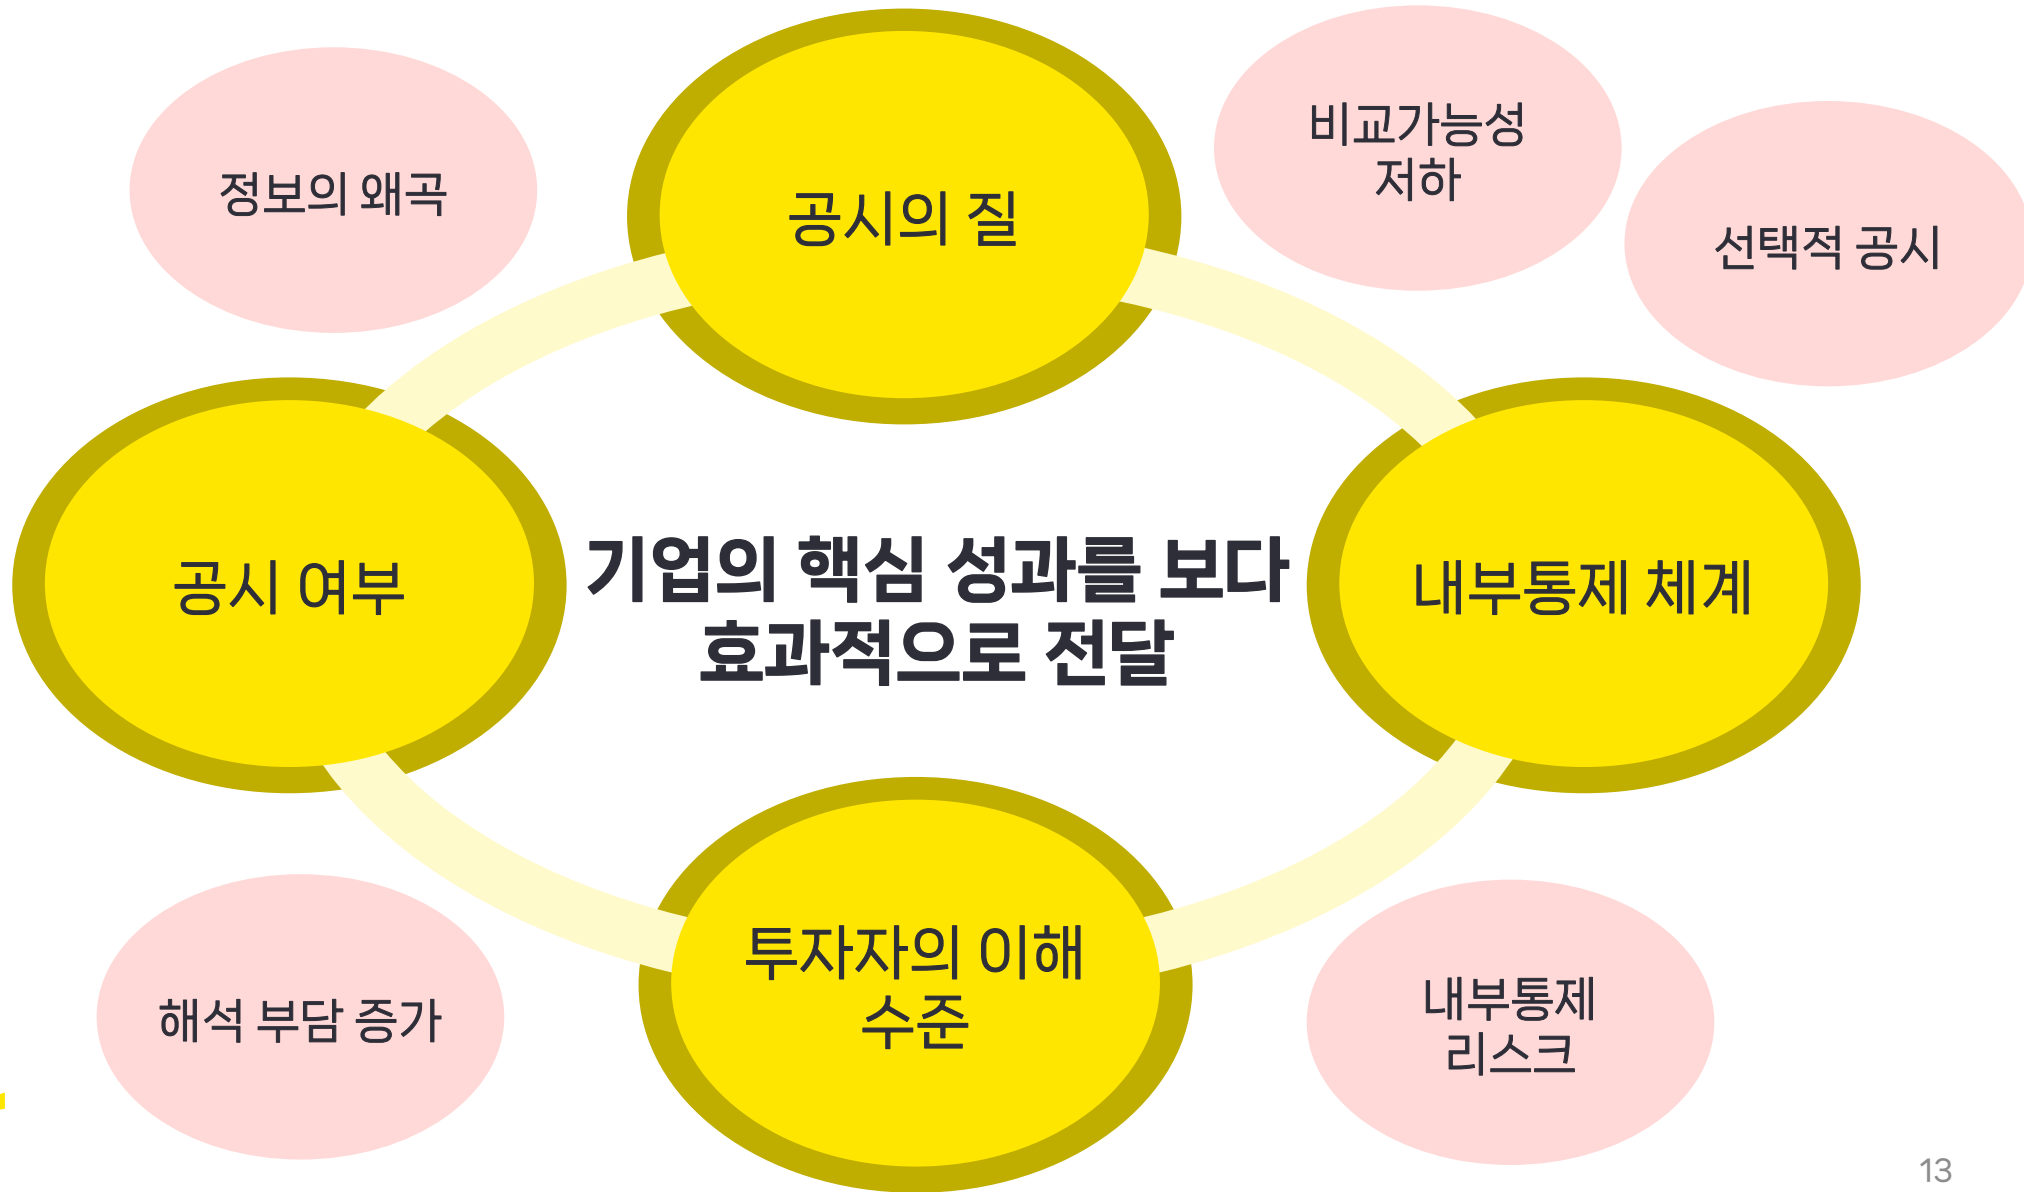 정보의 왜곡
공시의 질
비교가능성
저하
선택적 공시
공시 여부
기업의 핵심 성과를 보다
효과적으로 전달
내부통제 체계
해석 부담 증가
투자자의 이해
수준
내부통제
리스크
13